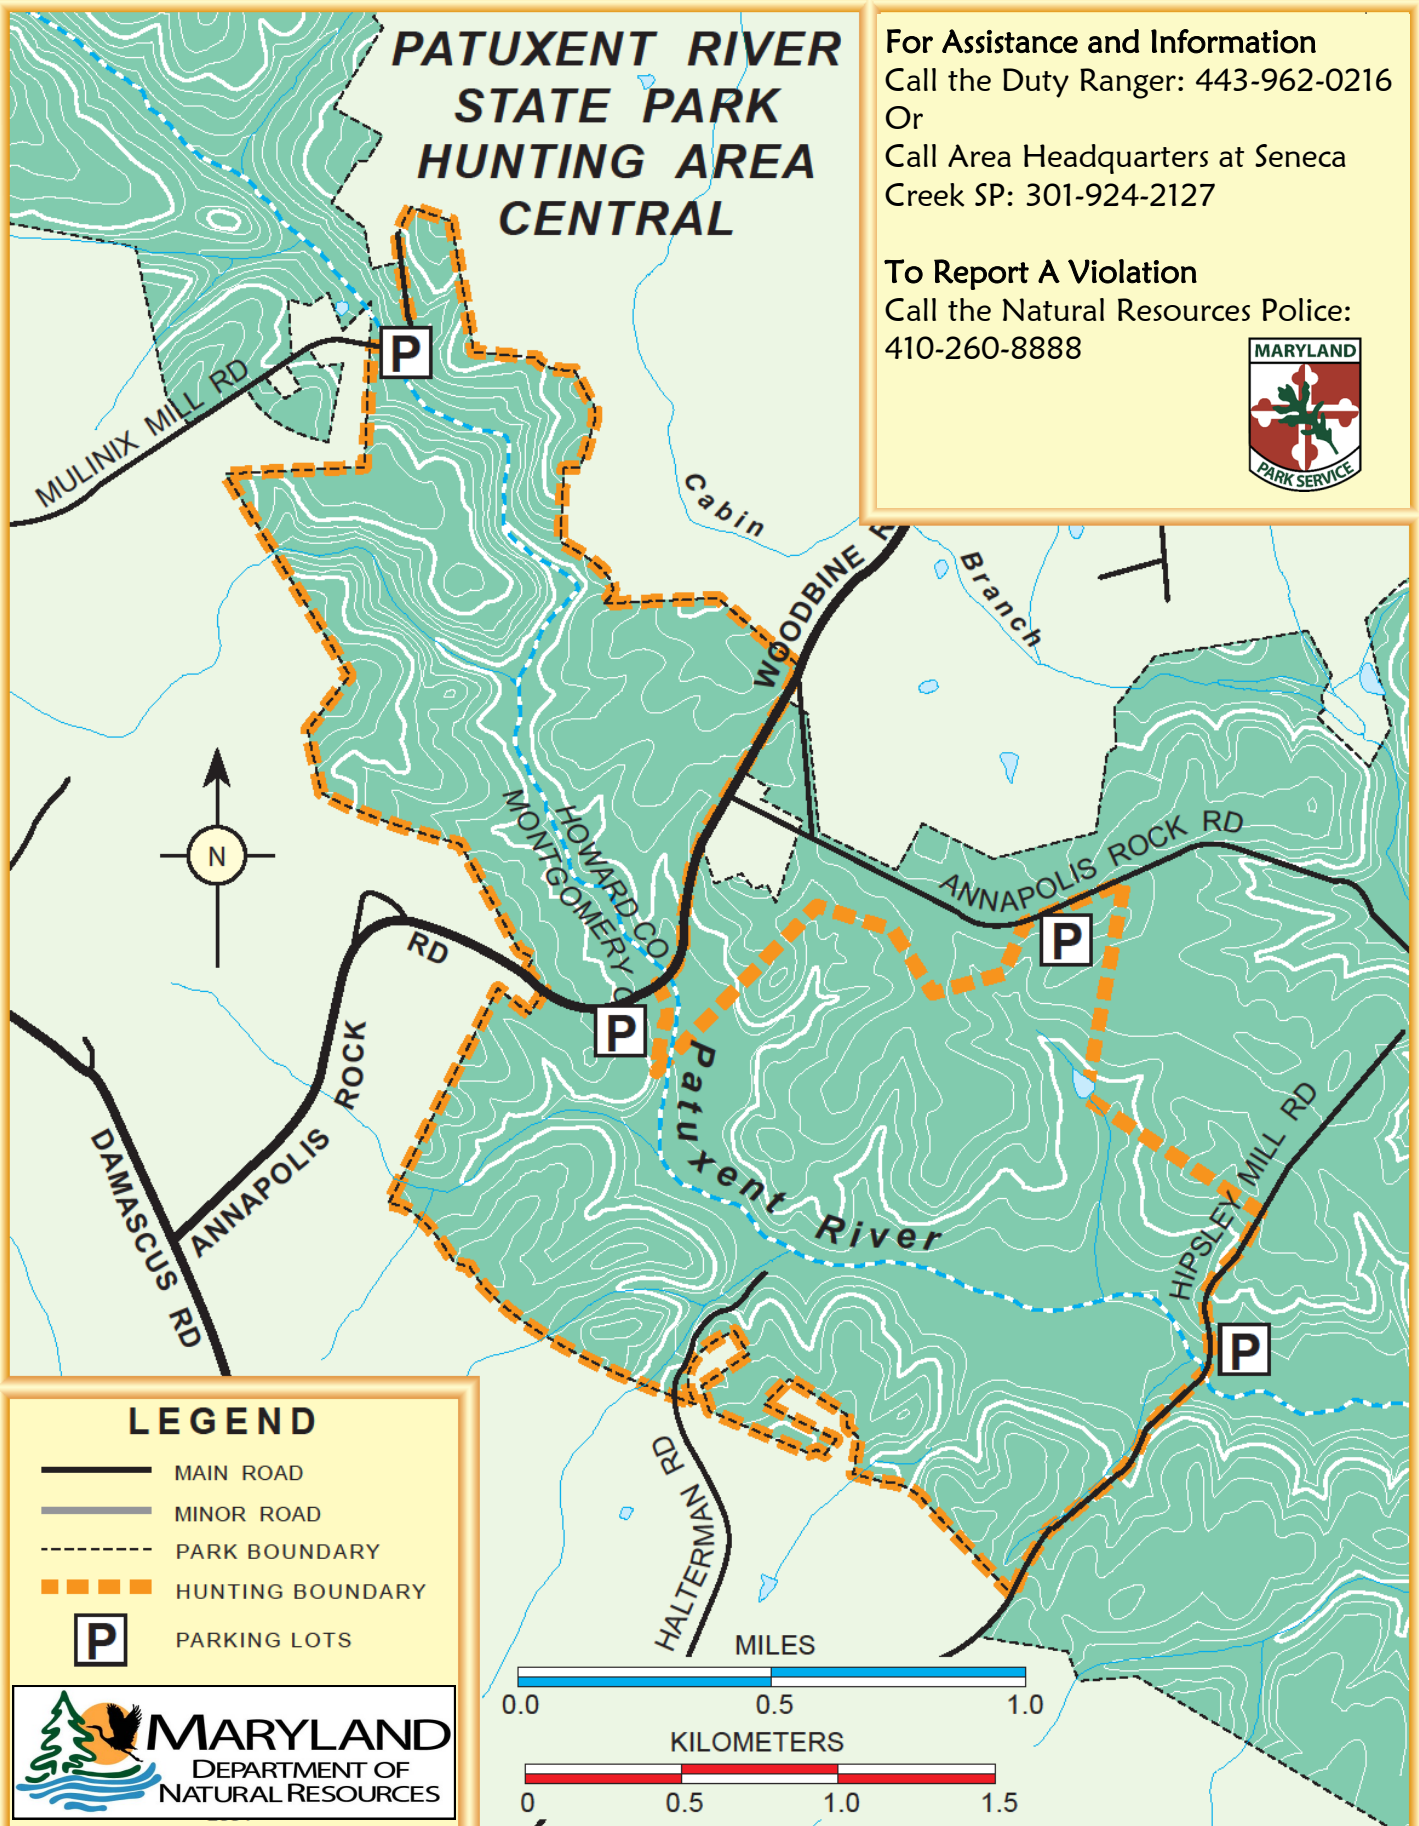 PATUXENT RIVER
STATE PARK
HUNTING AREA
CENTRAL
For Assistance and Information
Call the Duty Ranger: 443-962-0216
Or
Call Area Headquarters at Seneca
Creek SP: 301-924-2127
To Report A Violation
Call the Natural Resources Police:
410-260-8888
MARYLAND
PARK SERVICE
P
MULINIX MILL RD
Cabin
Branch
WOODBINE R
N
HOWARD CO
MONTGOMERY C
ANNAPOLIS ROCK RD
P
RD
P
ROCK
ANNAPOLIS
DAMASCUS RD
Patuxent River
HIPSLEY MILL RD
P
HALTERMAN RD
LEGEND
MAIN ROAD
MINOR ROAD
PARK BOUNDARY
HUNTING BOUNDARY
P PARKING LOTS
MARYLAND
DEPARTMENT OF
NATURAL RESOURCES
MILES
0.0 0.5 1.0
KILOMETERS
0 0.5 1.0 1.5